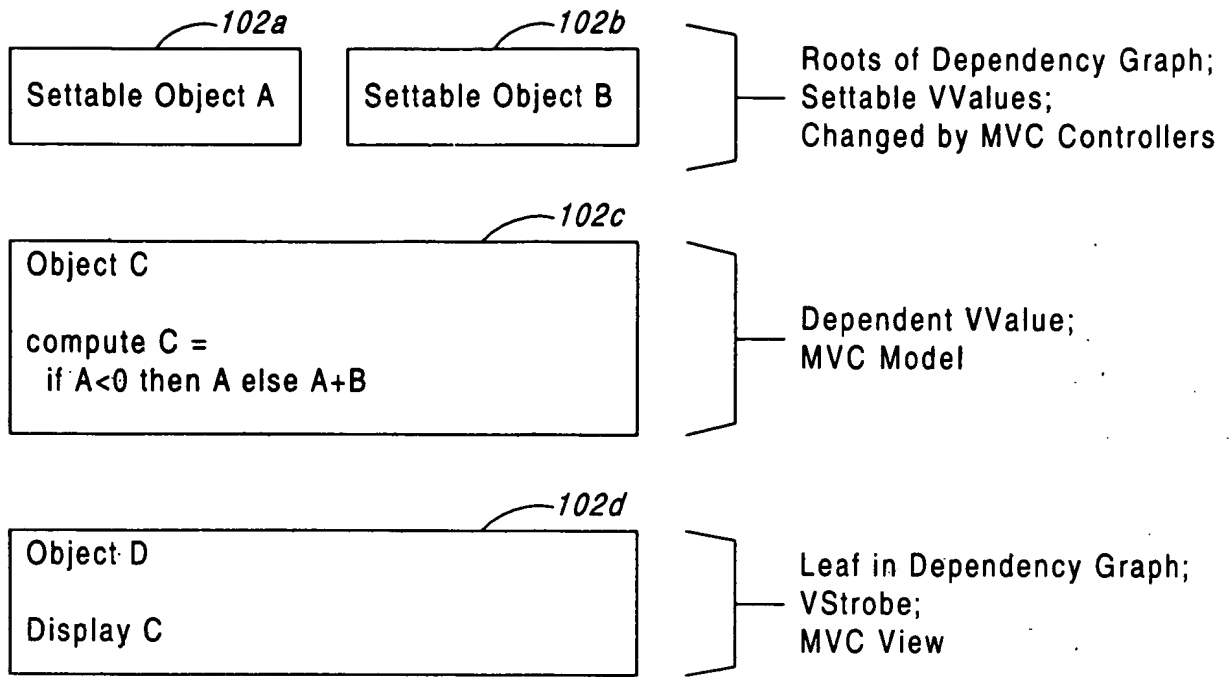 102a
102b
Settable Object A
Settable Object B
Roots of Dependency Graph;
Settable VValues;
Changed by MVC Controllers
102c
Object C
compute C =
if A<0 then A else A+B
Dependent VValue;
MVC Model
102d
Object D
Display C
Leaf in Dependency Graph;
VStrobe;
MVC View